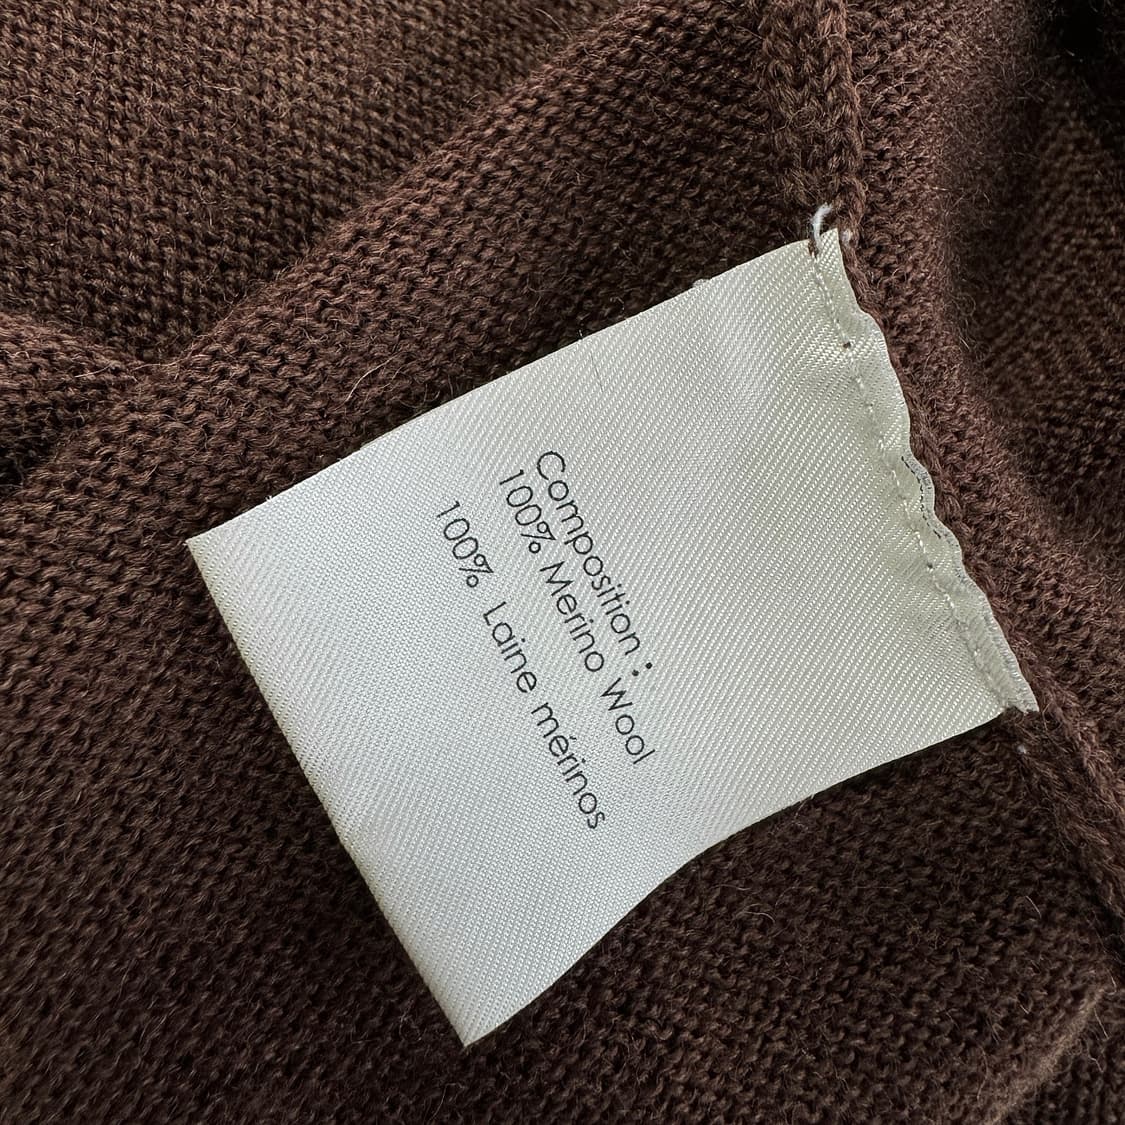 Composition :
100% Merino Wool
100% Laine mérinos